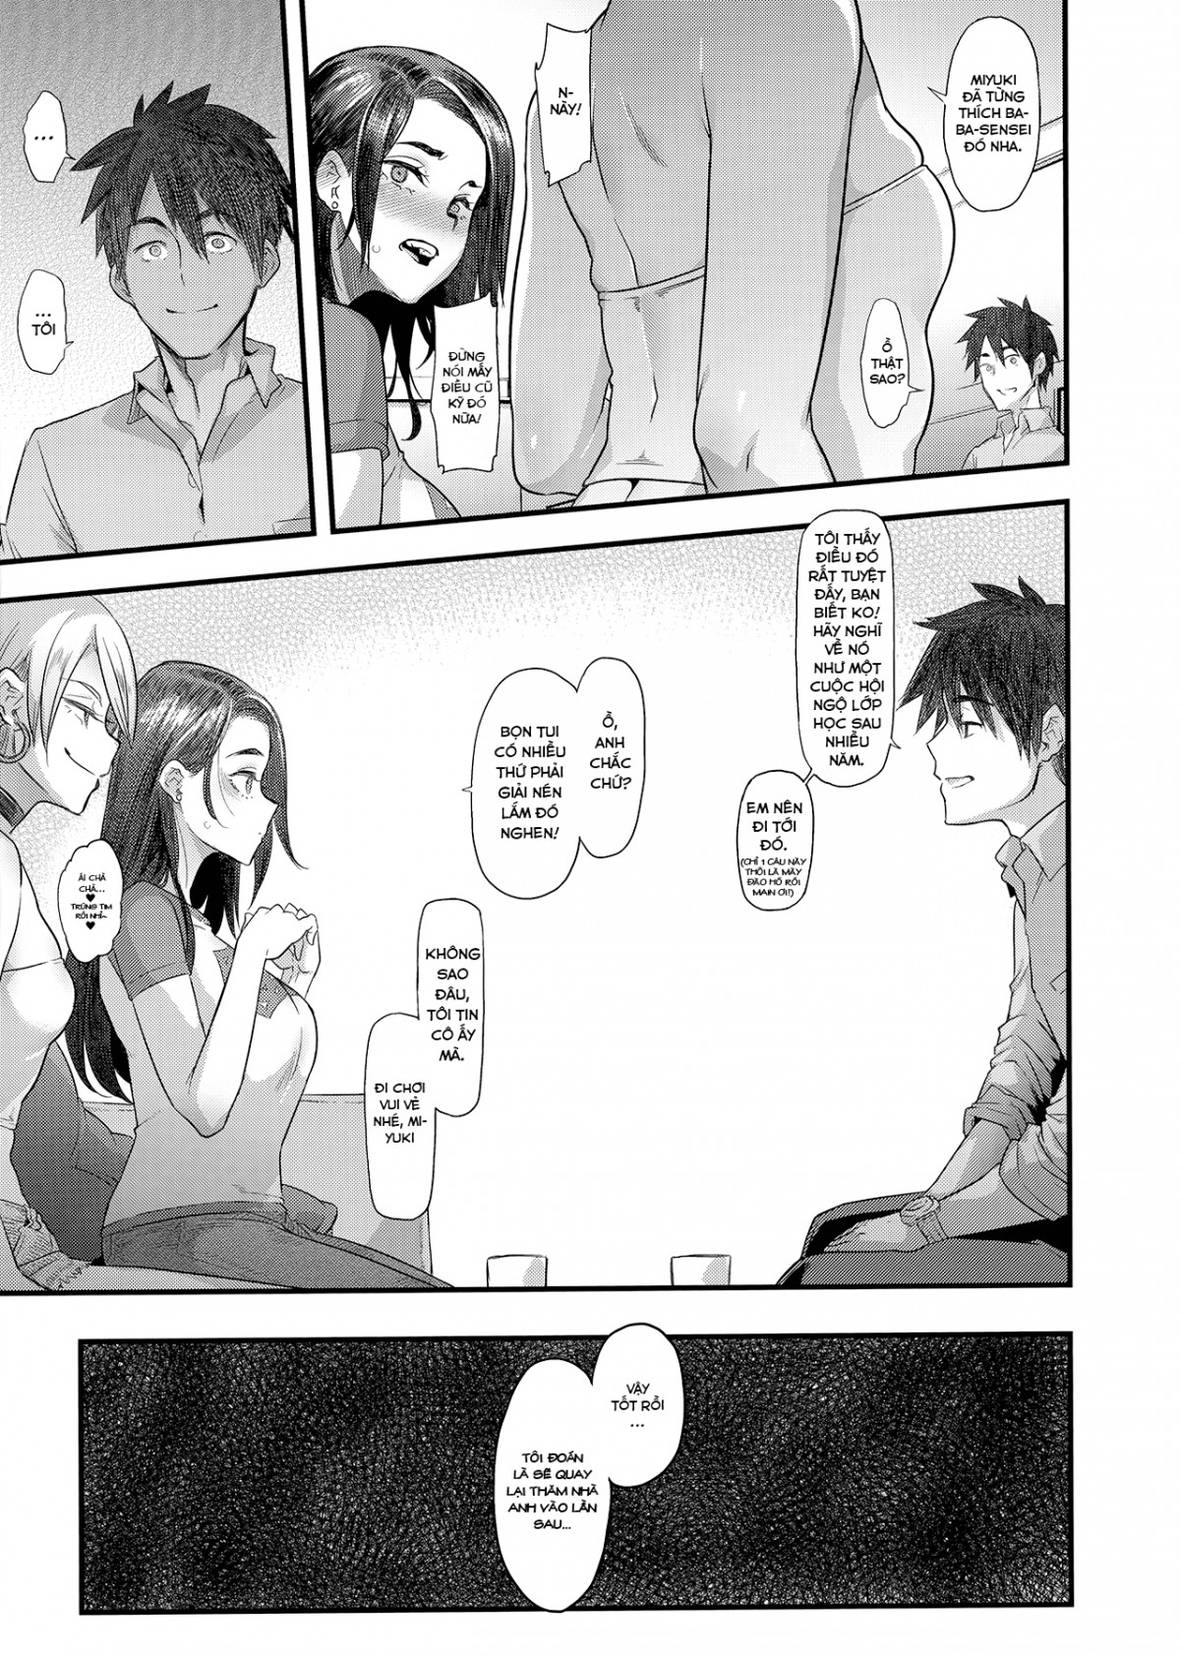 MIYUKI
ĐÃ TỪNG
THÍCH BA-
BA-SENSEI
ĐÓ NHA.
Ồ
THẬT
SAO?
N-
NÀY!
ĐỪNG
NÓI MẤY
ĐIỀU CŨ
KỸ ĐÓ
NỮA!
...
...
TÔI
TÔI THẤY
ĐIỀU ĐÓ
RẤT TUYỆT
ĐẤY, BẠN
BIẾT KO!
HÃY NGHĨ
VỀ NÓ
NHƯ MỘT
CUỘC HỘI
NGỘ LỚP
HỌC SAU
NHIỀU
NĂM.
EM NÊN
ĐI TỚI
ĐÓ.
(CHỈ 1 CÂU NÀY
THÔI LÀ MÀY
ĐÀO HỐ RỒI
MAIN ƠI!)
Ồ,
ANH
CHẮC
CHỨ?
BỌN TUI
CÓ NHIỀU
THỨ PHẢI
GIẢI NÉN
LẮM ĐÓ
NGHEN!
KHÔNG
SAO
ĐÂU,
TÔI TIN
CÔ ẤY
MÀ.
ĐI CHƠI
VUI VẺ
NHÉ, MI-
YUKI
ÁI CHÀ
CHÀ...
♥
TRÚNG TIM
RỒI NHỈ~
♥
VẬY
TỐT RỒI
...
TÔI ĐOÁN
LÀ SẼ QUAY
LẠI THĂM NHÀ
ANH VÀO LẦN
SAU...